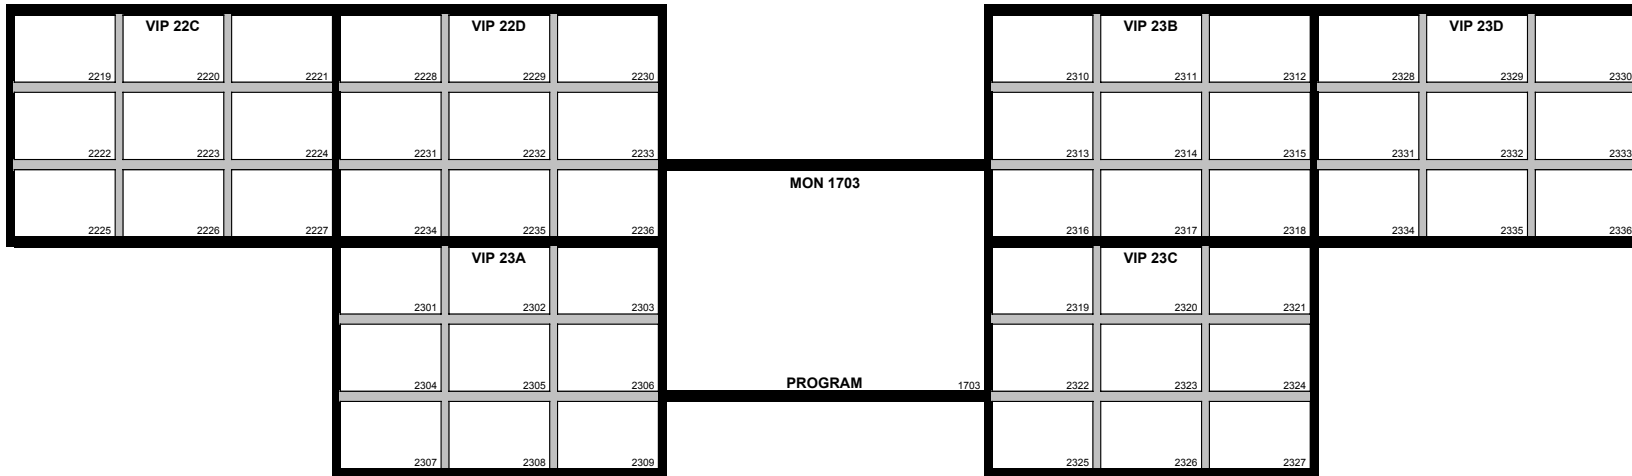 VIP 22C VIP 22D VIP 23B VIP 23D
2219 2220 2221 2228 2229 2230 2310 2311 2312 2328 2329 2330
2222 2223 2224 2231 2232 2233 2313 2314 2315 2331 2332 2333
MON 1703
2225 2226 2227 2234 2235 2236 2316 2317 2318 2334 2335 2336
VIP 23A VIP 23C
2301 2302 2303 2319 2320 2321
2304 2305 2306 PROGRAM 1703 2322 2323 2324
2307 2308 2309 2325 2326 2327